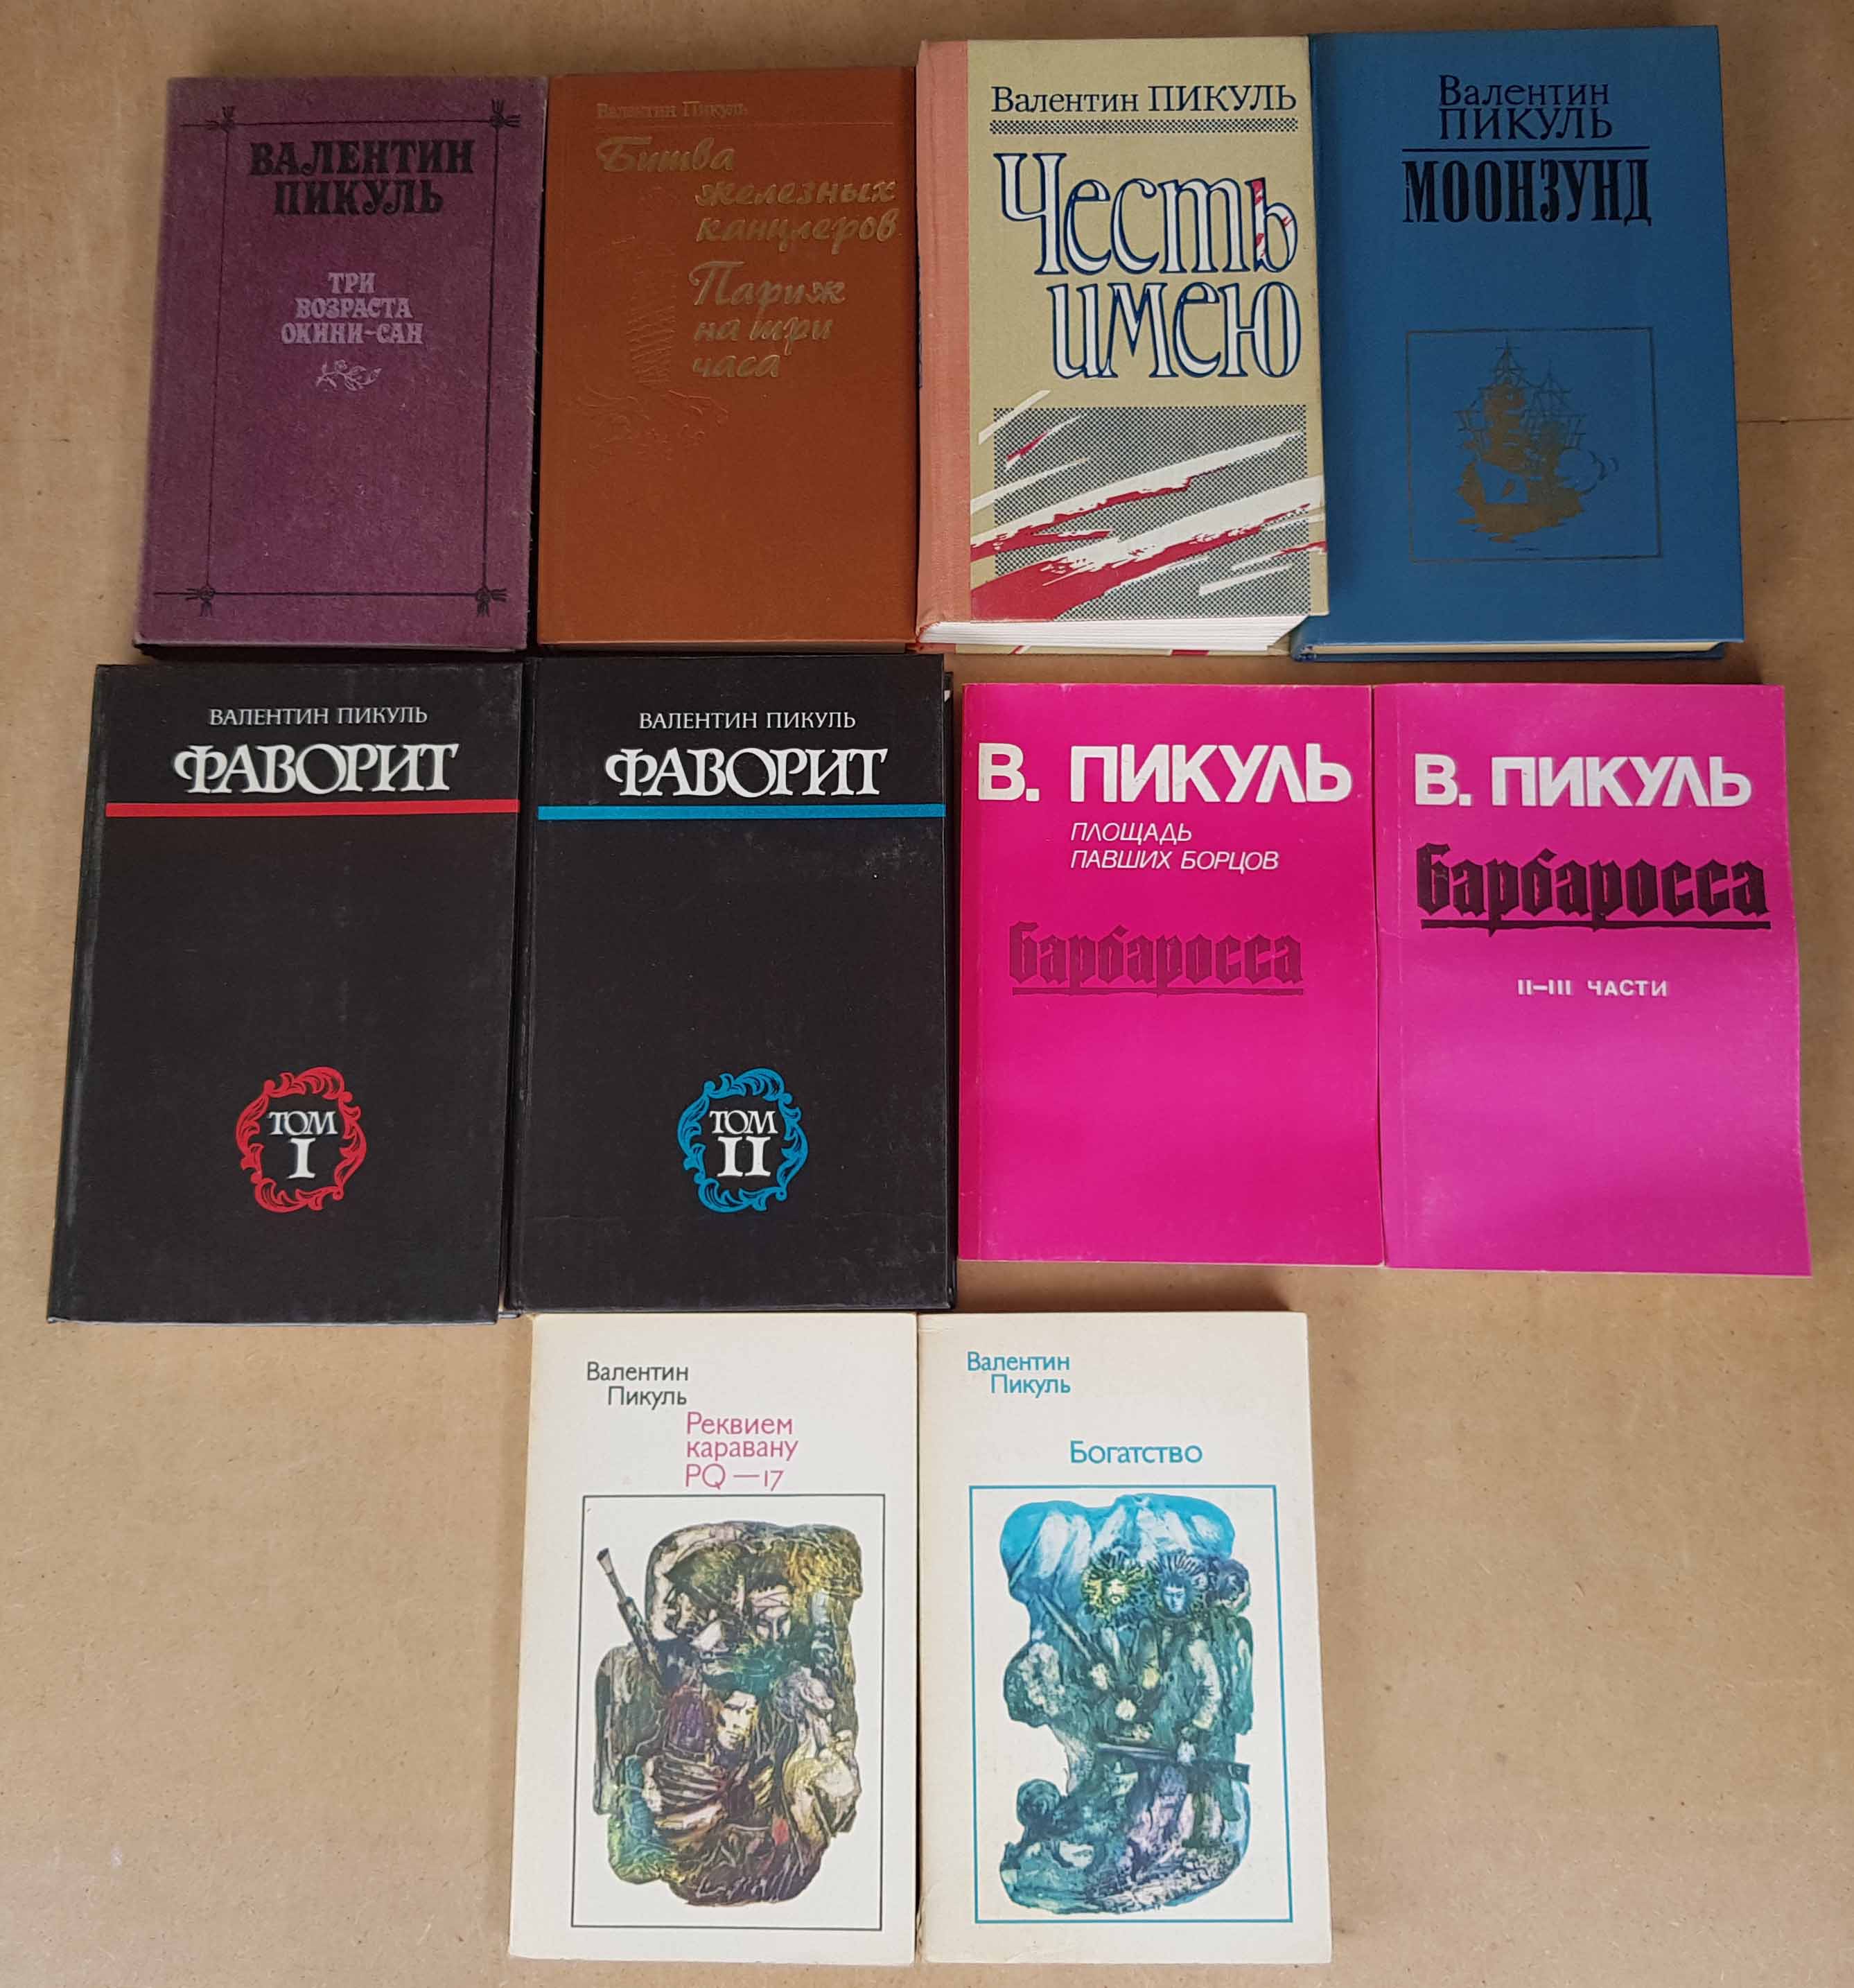 ВАЛЕНТИН
ПИКУЛЬ
ТРИ
ВОЗРАСТА
ОКИНИ-САН
Валентин Пикуль
Битва
железных
канцлеров
Париж
на три
часа
Валентин ПИКУЛЬ
Честь
имею
Валентин
ПИКУЛЬ
МООНЗУНД
ВАЛЕНТИН ПИКУЛЬ
ФАВОРИТ
ТОМ
I
ВАЛЕНТИН ПИКУЛЬ
ФАВОРИТ
ТОМ
II
В. ПИКУЛЬ
ПЛОЩАДЬ
ПАВШИХ БОРЦОВ
барбаросса
В. ПИКУЛЬ
барбаросса
II–III ЧАСТИ
Валентин
Пикуль
Реквием
каравану
PQ—17
Валентин
Пикуль
Богатство